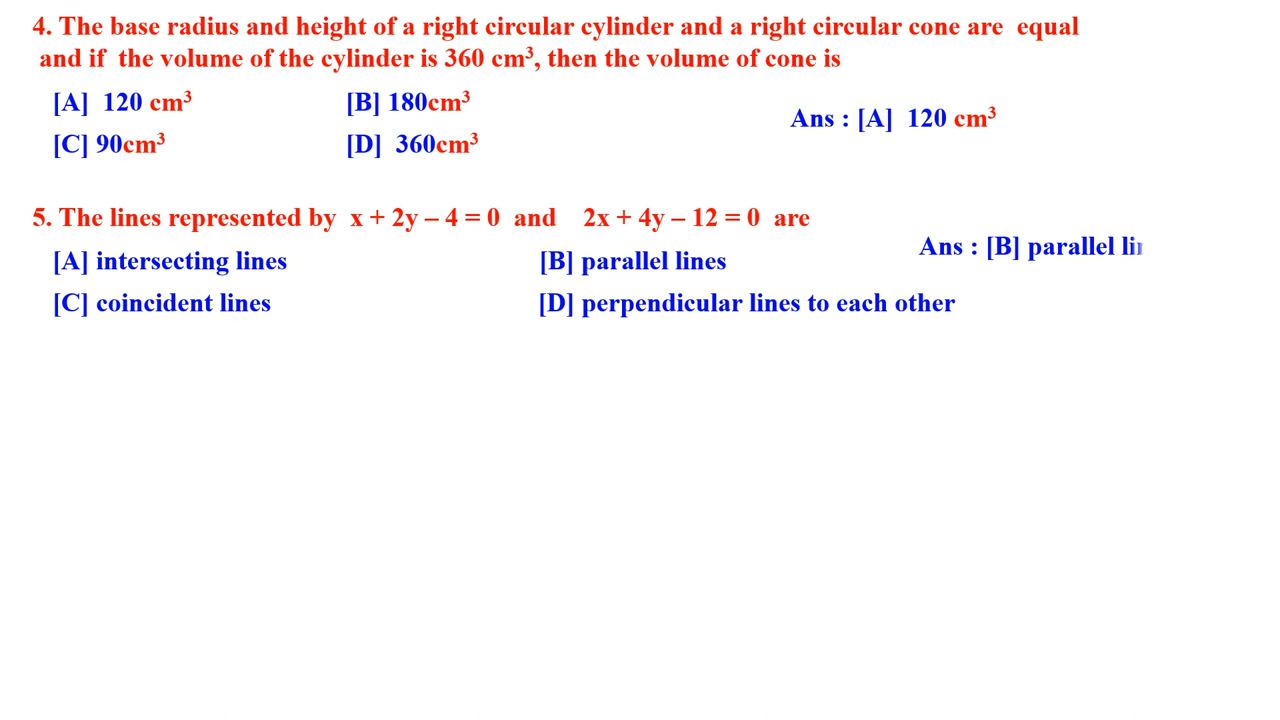 4. The base radius and height of a right circular cylinder and a right circular cone are equal
and if the volume of the cylinder is 360 cm³, then the volume of cone is
[A] 120 cm³ [B] 180cm³
Ans : [A] 120 cm³
[C] 90cm³ [D] 360cm³
5. The lines represented by x + 2y – 4 = 0 and 2x + 4y – 12 = 0 are
Ans : [B] parallel
[A] intersecting lines [B] parallel lines
[C] coincident lines [D] perpendicular lines to each other